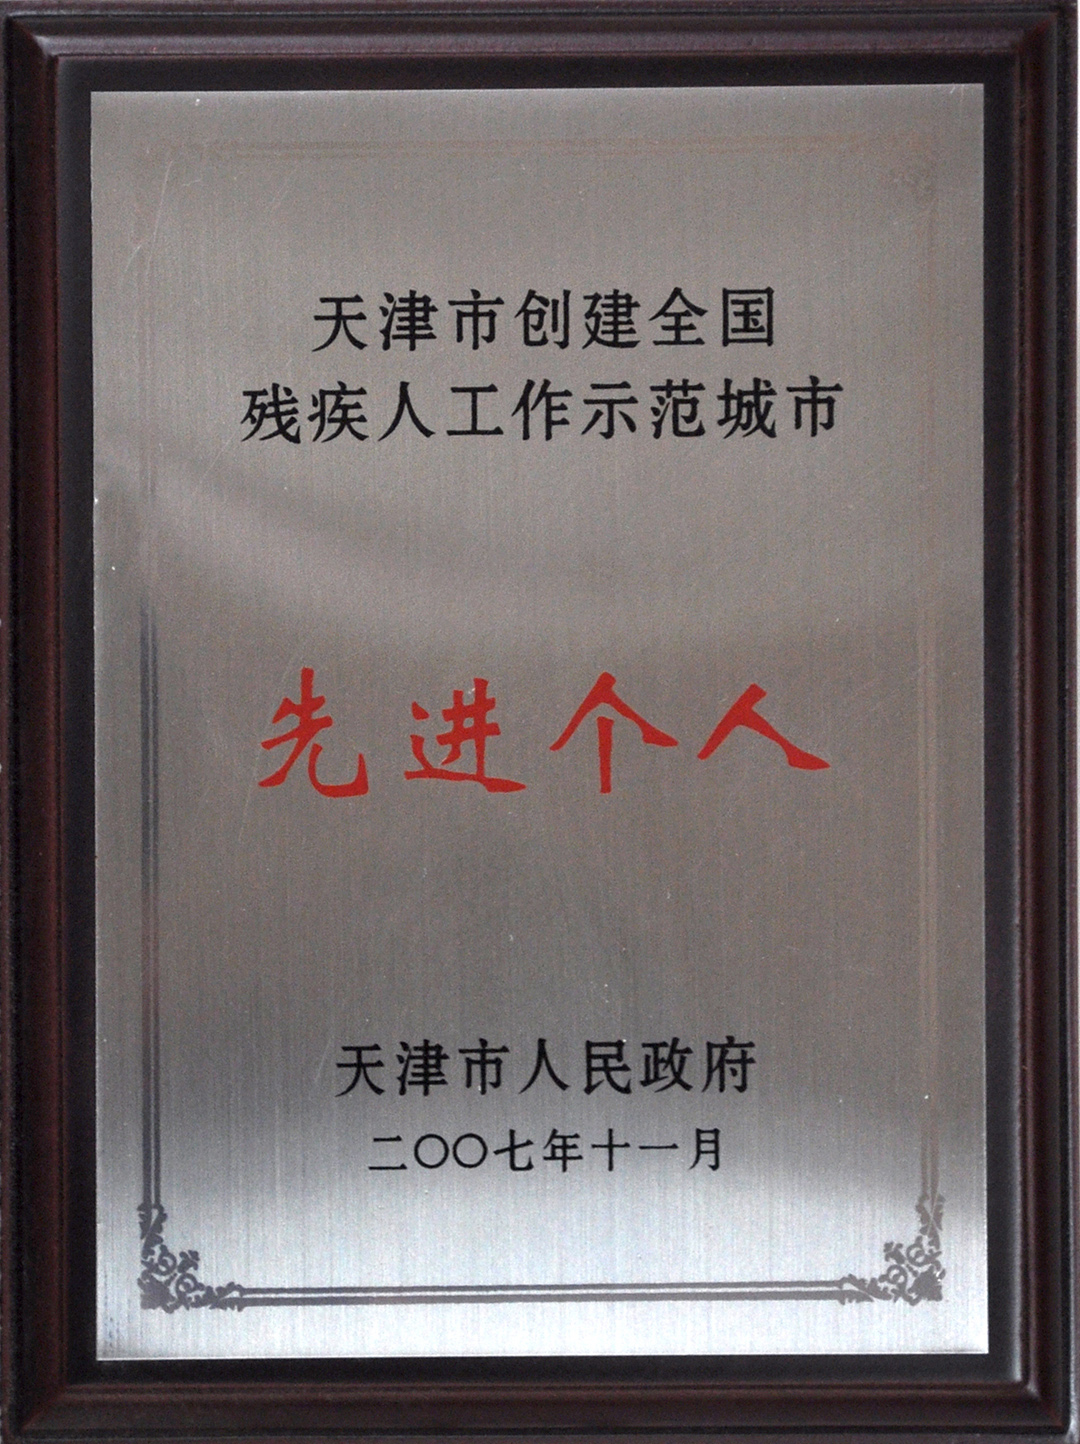 天津市创建全国
残疾人工作示范城市
先进个人
天津市人民政府
二〇〇七年十一月